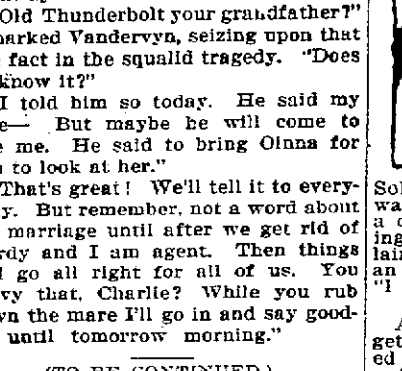 Old Thunderbolt your grandfather?"
marked Vandervyn, seizing upon that
fact in the squalid tragedy. "Does
know it?"
I told him so today. He said my
e— But maybe he will come to
e me. He said to bring Oinna for
to look at her."
That's great! We'll tell it to every-
y. But remember, not a word about
marriage until after we get rid of
rdy and I am agent. Then things
l go all right for all of us. You
vy that, Charlie? While you rub
wn the mare I'll go in and say good-
until tomorrow morning."
(TO BE CONTINUED.)
Sol
wa
a c
ing
lai
an
"I
get
ed